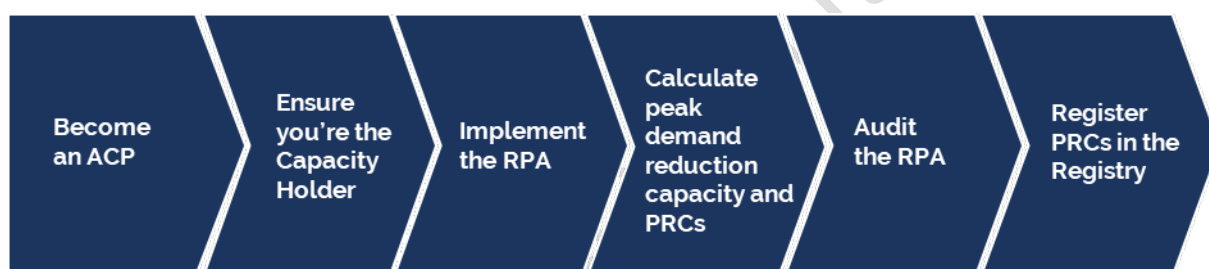 Become
an ACP
Ensure
you're the
Capacity
Holder
Implement
the RPA
Calculate
peak
demand
reduction
capacity and
PRCs
Audit
the RPA
Register
PRCs in the
Registry